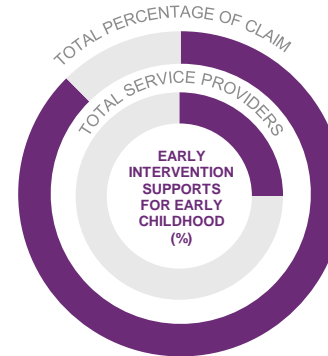 TOTAL PERCENTAGE OF CLAIM
TOTAL SERVICE PROVIDERS
EARLY
INTERVENTION
SUPPORTS
FOR EARLY
CHILDHOOD
(%)